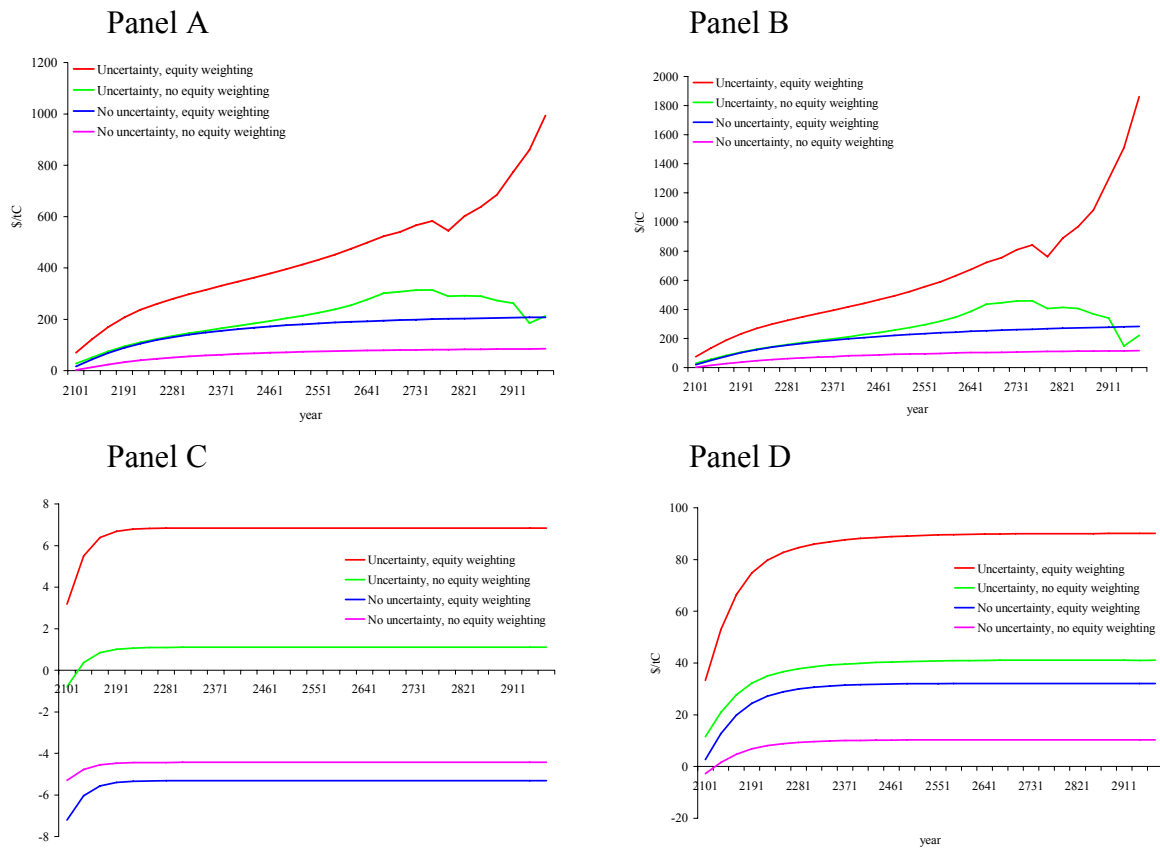 Panel A
1200
1000
800
600
400
200
0
$/tC
Uncertainty, equity weighting
Uncertainty, no equity weighting
No uncertainty, equity weighting
No uncertainty, no equity weighting
2101 2191 2281 2371 2461 2551 2641 2731 2821 2911
year
Panel B
2000
1800
1600
1400
1200
1000
800
600
400
200
0
$/tC
Uncertainty, equity weighting
Uncertainty, no equity weighting
No uncertainty, equity weighting
No uncertainty, no equity weighting
2101 2191 2281 2371 2461 2551 2641 2731 2821 2911
year
Panel C
8
6
4
2
0
-2
-4
-6
-8
Uncertainty, equity weighting
Uncertainty, no equity weighting
No uncertainty, equity weighting
No uncertainty, no equity weighting
2101 2191 2281 2371 2461 2551 2641 2731 2821 2911
Panel D
100
80
60
40
20
0
-20
$/tC
Uncertainty, equity weighting
Uncertainty, no equity weighting
No uncertainty, equity weighting
No uncertainty, no equity weighting
2101 2191 2281 2371 2461 2551 2641 2731 2821 2911
year